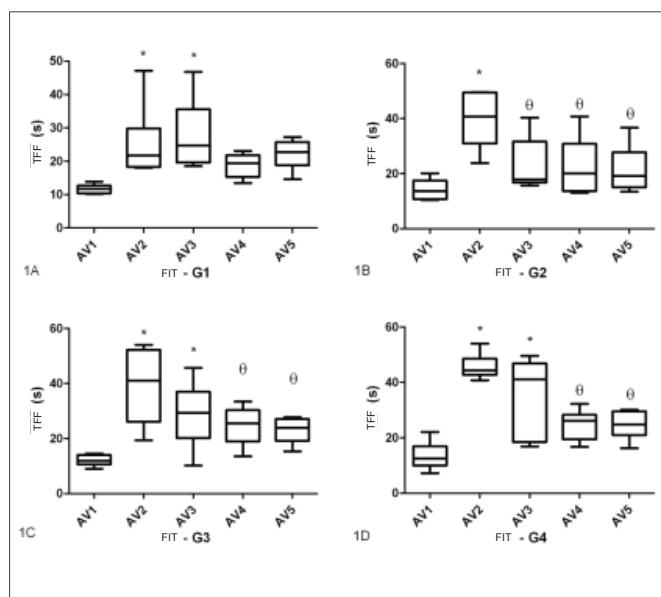 * *
50
40
30
20
10
0
TFF (s)
AV1 AV2 AV3 AV4 AV5
1A FIT - G1
* θ θ θ
60
40
20
0
TFF (s)
AV1 AV2 AV3 AV4 AV5
1B FIT - G2
* * θ θ
60
40
20
0
TFF (s)
AV1 AV2 AV3 AV4 AV5
1C FIT - G3
* * θ θ
60
40
20
0
TFF (s)
AV1 AV2 AV3 AV4 AV5
1D FIT - G4